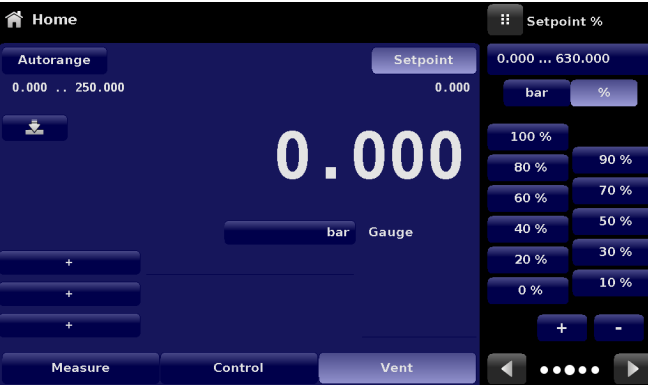 Home
Autorange
Setpoint
0.000 .. 250.000
0.000
0.000
bar
Gauge
+
+
+
Measure
Control
Vent
Setpoint %
0.000 ... 630.000
bar
%
100 %
90 %
80 %
70 %
60 %
50 %
40 %
30 %
20 %
10 %
0 %
+
-